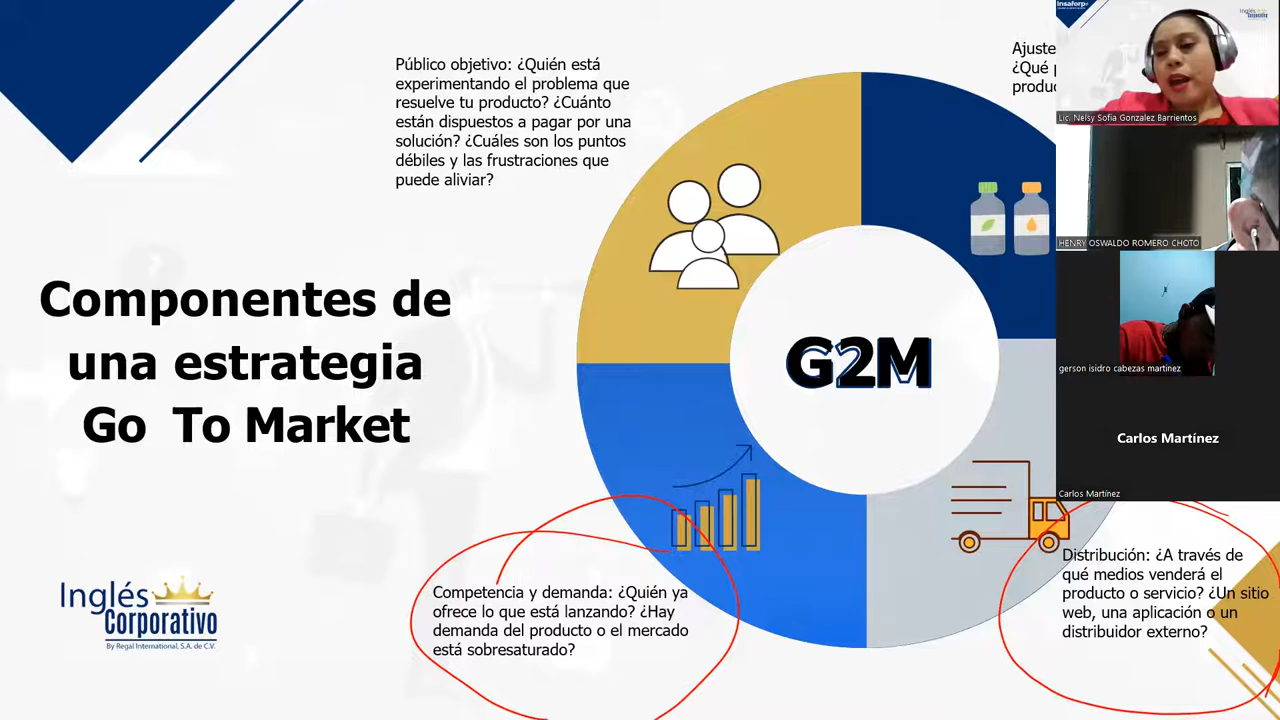 Público objetivo: ¿Quién está
experimentando el problema que
resuelve tu producto? ¿Cuánto
están dispuestos a pagar por una
solución? ¿Cuáles son los puntos
débiles y las frustraciones que
puede aliviar?
Ajuste
¿Qué
produc
Insaforp
Lic. Nelsy Sofia Gonzalez Barrientos
HENRY OSWALDO ROMERO CHOTO
gerson isidro cabezas martinez
Carlos Martínez
Carlos Martínez
Componentes de
una estrategia
Go To Market
G2M
Competencia y demanda: ¿Quién ya
ofrece lo que está lanzando? ¿Hay
demanda del producto o el mercado
está sobresaturado?
Distribución: ¿A través de
qué medios venderá el
producto o servicio? ¿Un sitio
web, una aplicación o un
distribuidor externo?
Inglés
Corporativo
By Regal International, S.A. de C.V.